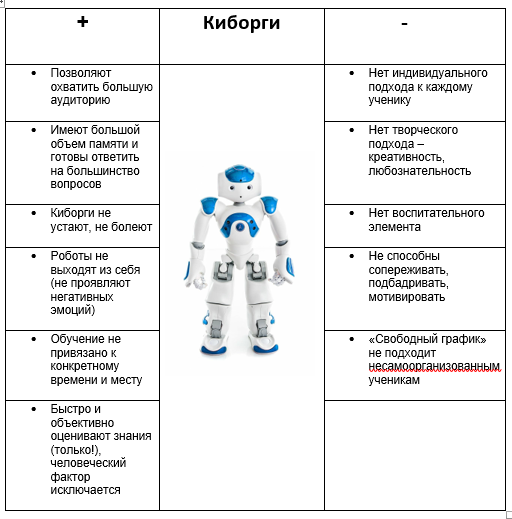 + Киборги -
• Позволяют
охватить большую
аудиторию
• Нет индивидуального
подхода к каждому
ученику
• Имеют большой
объем памяти и
готовы ответить
на большинство
вопросов
• Нет творческого
подхода –
креативность,
любознательность
• Киборги не
устают, не болеют
• Нет воспитательного
элемента
• Роботы не
выходят из себя
(не проявляют
негативных
эмоций)
• Не способны
сопереживать,
подбадривать,
мотивировать
• Обучение не
привязано к
конкретному
времени и месту
• «Свободный график»
не подходит
несамоорганизованным
ученикам
• Быстро и
объективно
оценивают знания
(только!),
человеческий
фактор
исключается